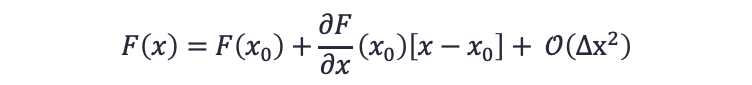 F(x) = F(x₀) + ∂F/∂x (x₀)[x − x₀] + 𝒪(Δx²)